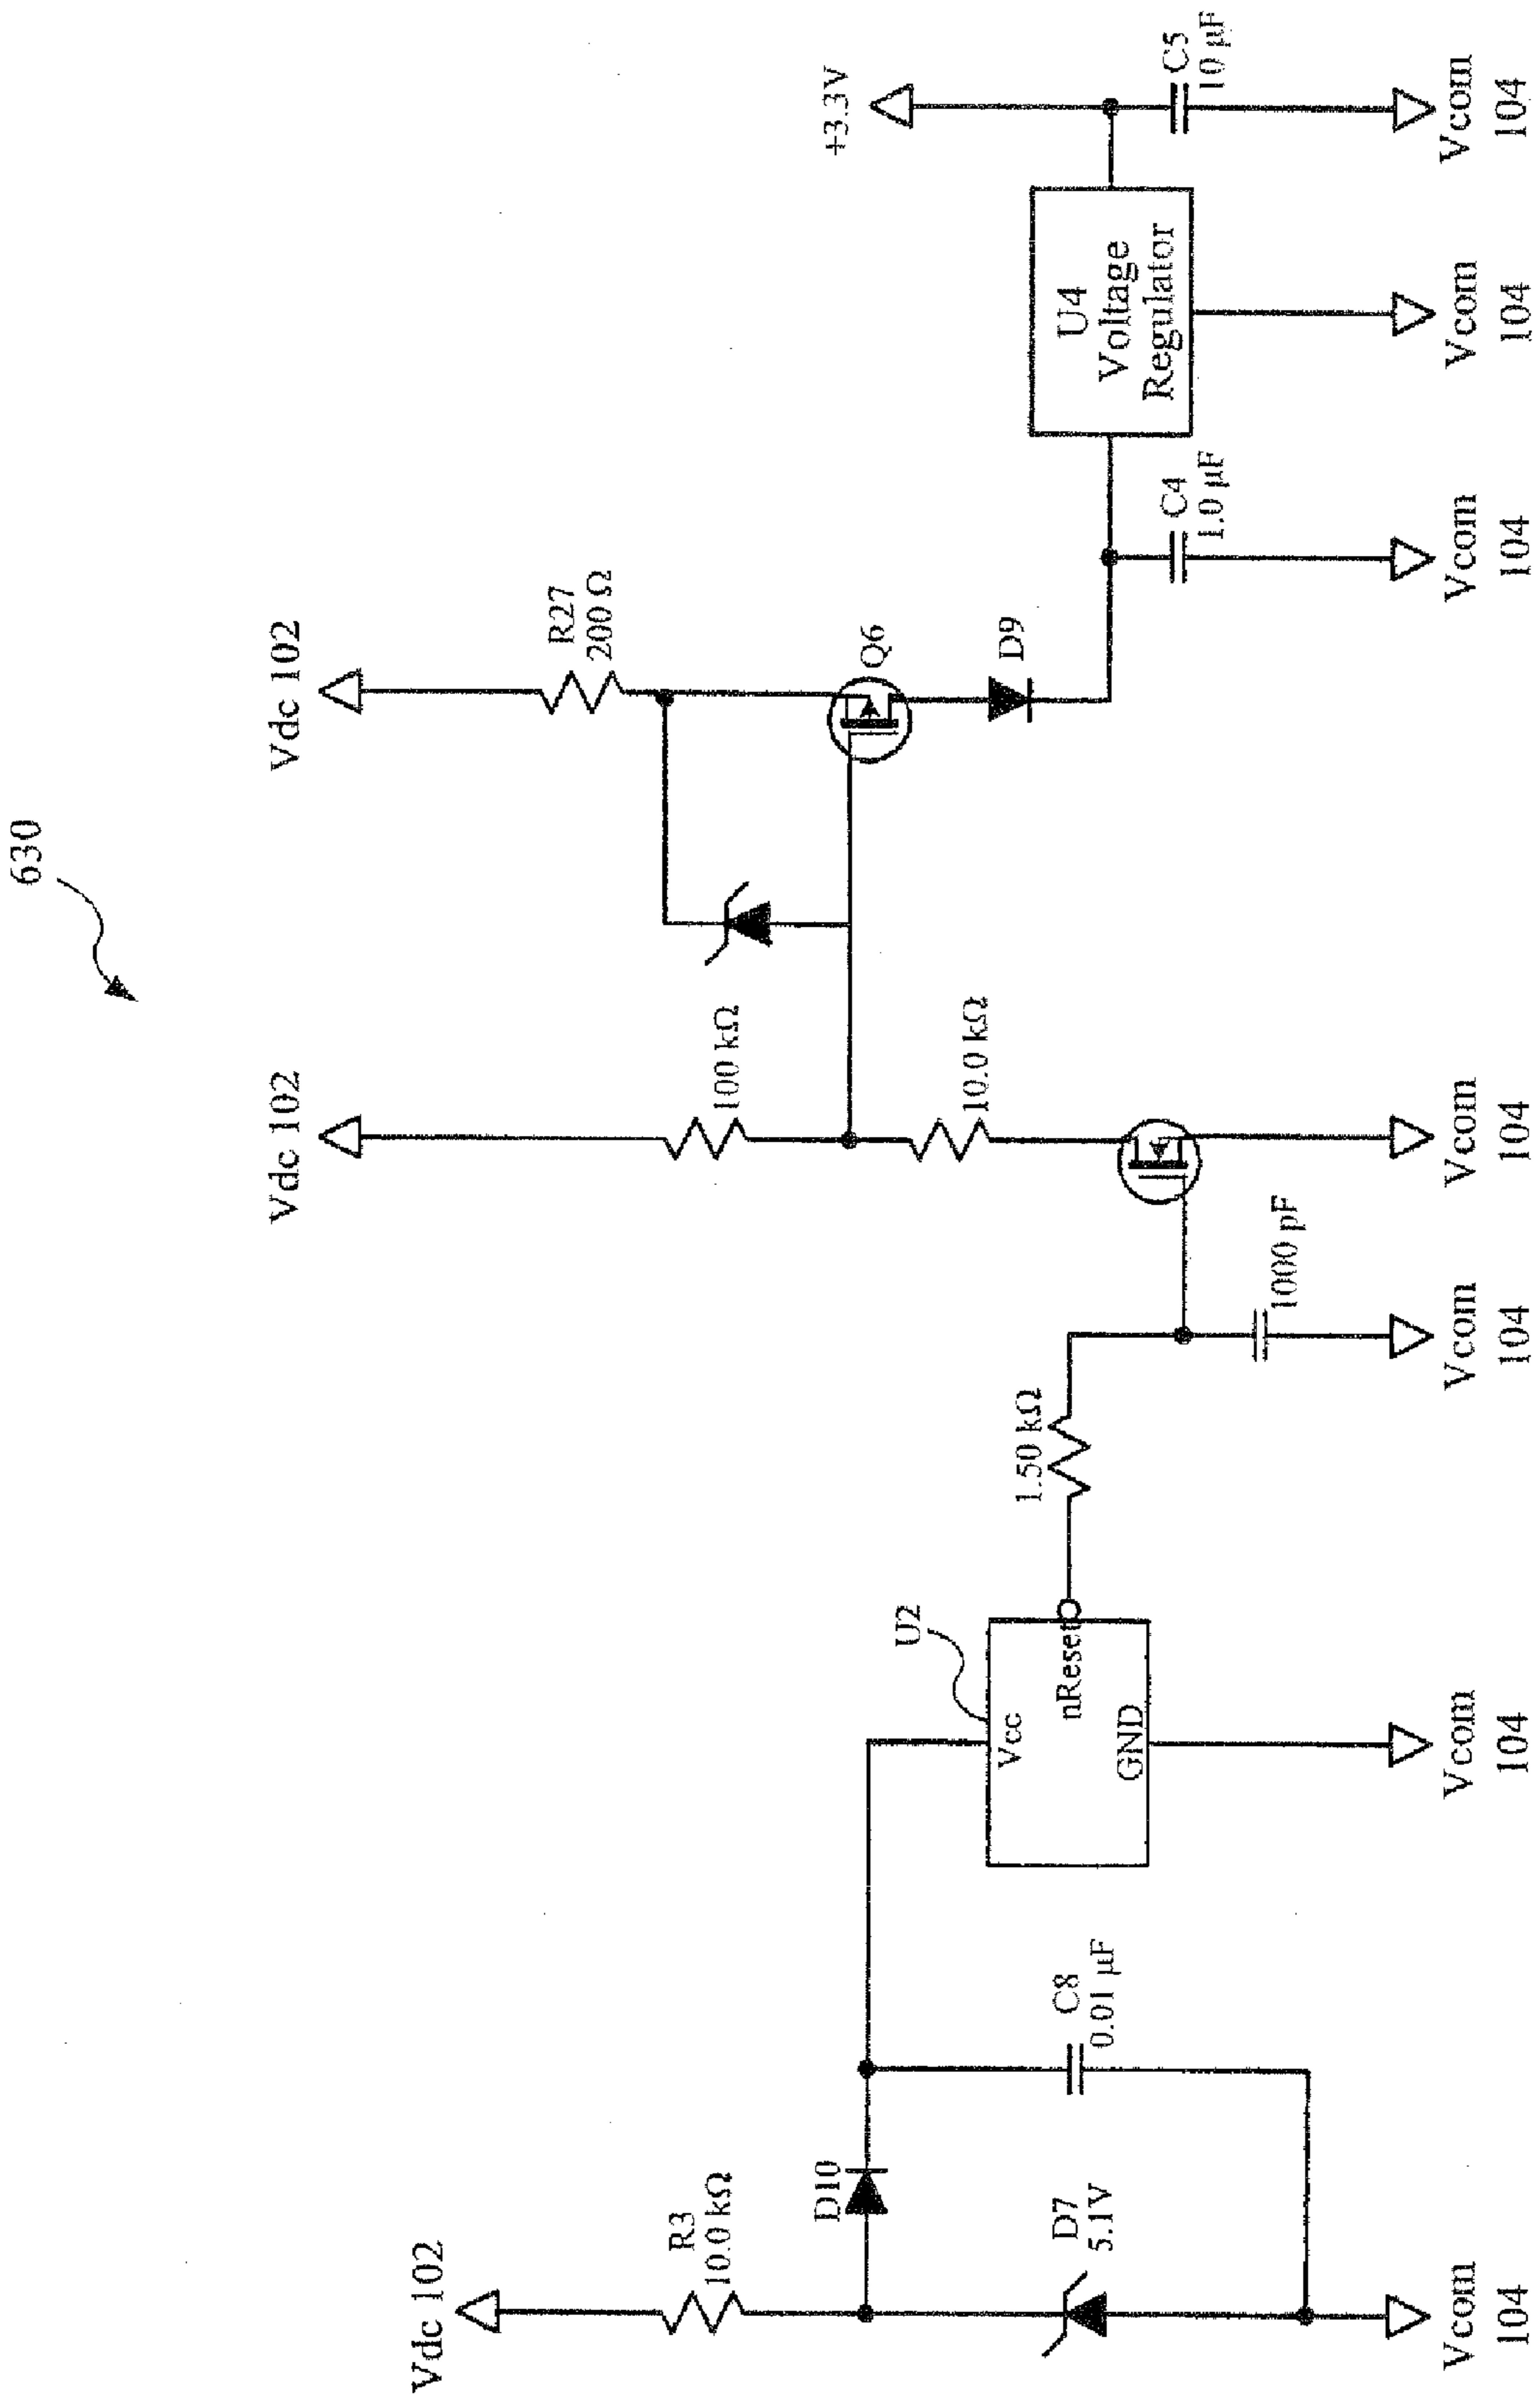 630
Vdc 102
R3
10.0 kΩ
D10
D7
5.1V
C8
0.01 µF
Vcom
104
U2
Vcc
nReset
GND
Vcom
104
1.50 kΩ
1000 pF
Vcom
104
Vdc 102
100 kΩ
10.0 kΩ
Vcom
104
Vdc 102
R27
200 Ω
Q6
D9
C4
1.0 µF
Vcom
104
U4
Voltage
Regulator
Vcom
104
+3.3V
C5
10 µF
Vcom
104